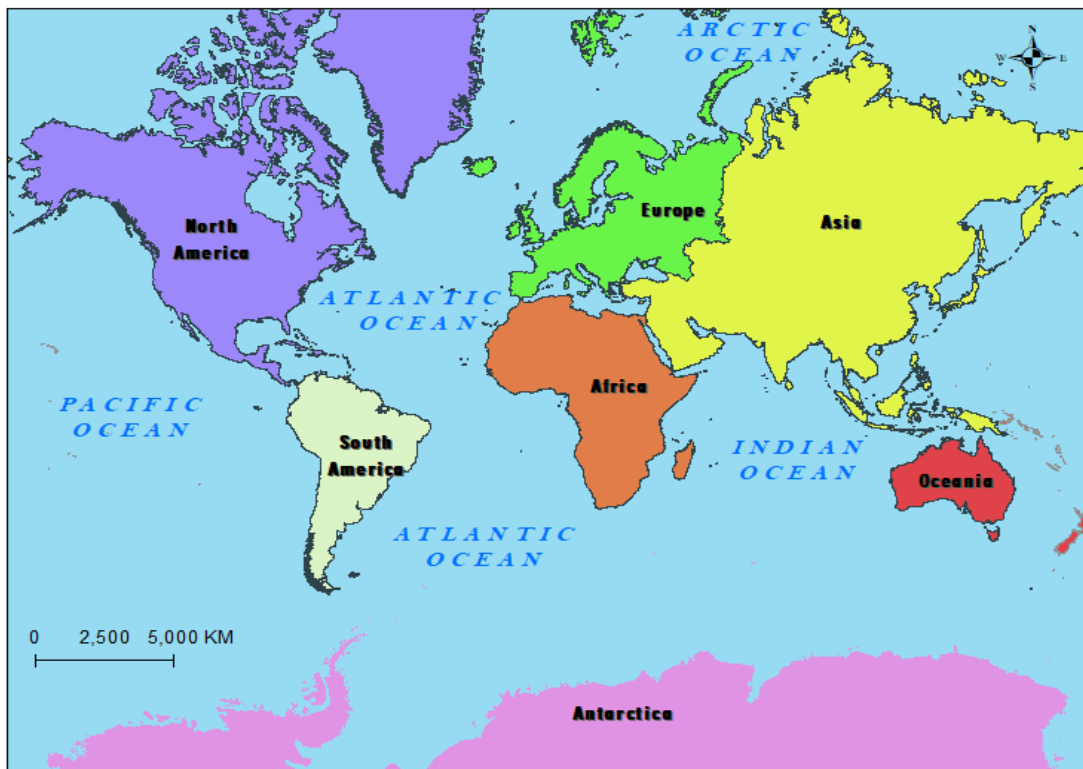 ARCTIC
OCEAN
N
W E
S
North
America
Europe
Asia
ATLANTIC
OCEAN
Africa
PACIFIC
OCEAN
South
America
INDIAN
OCEAN
Oceania
ATLANTIC
OCEAN
0 2,500 5,000 KM
Antarctica